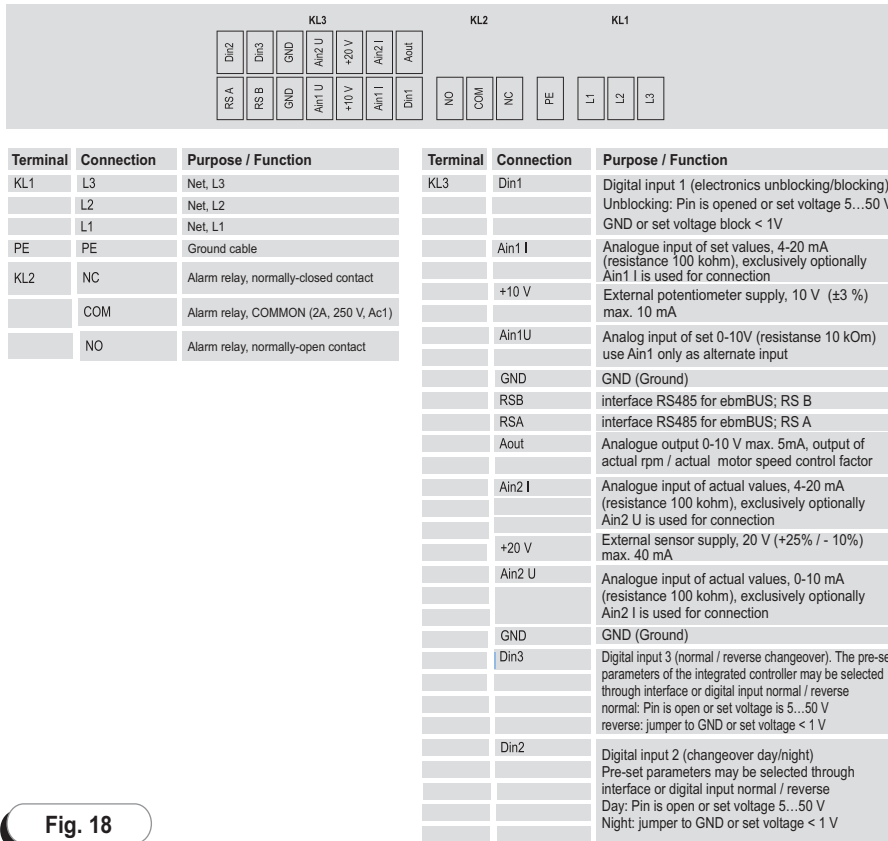 KL3 KL2 KL1
Din2 Din3 GND Ain2 U +20 V Ain2 I Aout
RS A RS B GND Ain1 U +10 V Ain1 I Din1 NO COM NC PE L1 L2 L3
Terminal Connection Purpose / Function
KL1 L3 Net, L3
L2 Net, L2
L1 Net, L1
PE PE Ground cable
KL2 NC Alarm relay, normally-closed contact
COM Alarm relay, COMMON (2A, 250 V, Ac1)
NO Alarm relay, normally-open contact
Terminal Connection Purpose / Function
KL3 Din1 Digital input 1 (electronics unblocking/blocking)
Unblocking: Pin is opened or set voltage 5…50 V
GND or set voltage block < 1V
Ain1 I Analogue input of set values, 4-20 mA
(resistance 100 kohm), exclusively optionally
Ain1 I is used for connection
+10 V External potentiometer supply, 10 V (±3 %)
max. 10 mA
Ain1U Analog input of set 0-10V (resistanse 10 kOm)
use Ain1 only as alternate input
GND GND (Ground)
RSB interface RS485 for ebmBUS; RS B
RSA interface RS485 for ebmBUS; RS A
Aout Analogue output 0-10 V max. 5mA, output of
actual rpm / actual motor speed control factor
Ain2 I Analogue input of actual values, 4-20 mA
(resistance 100 kohm), exclusively optionally
Ain2 U is used for connection
+20 V External sensor supply, 20 V (+25% / - 10%)
max. 40 mA
Ain2 U Analogue input of actual values, 0-10 mA
(resistance 100 kohm), exclusively optionally
Ain2 I is used for connection
GND GND (Ground)
Din3 Digital input 3 (normal / reverse changeover). The pre-se
parameters of the integrated controller may be selected
through interface or digital input normal / reverse
normal: Pin is open or set voltage is 5…50 V
reverse: jumper to GND or set voltage < 1 V
Din2 Digital input 2 (changeover day/night)
Pre-set parameters may be selected through
interface or digital input normal / reverse
Day: Pin is open or set voltage 5…50 V
Night: jumper to GND or set voltage < 1 V
Fig. 18